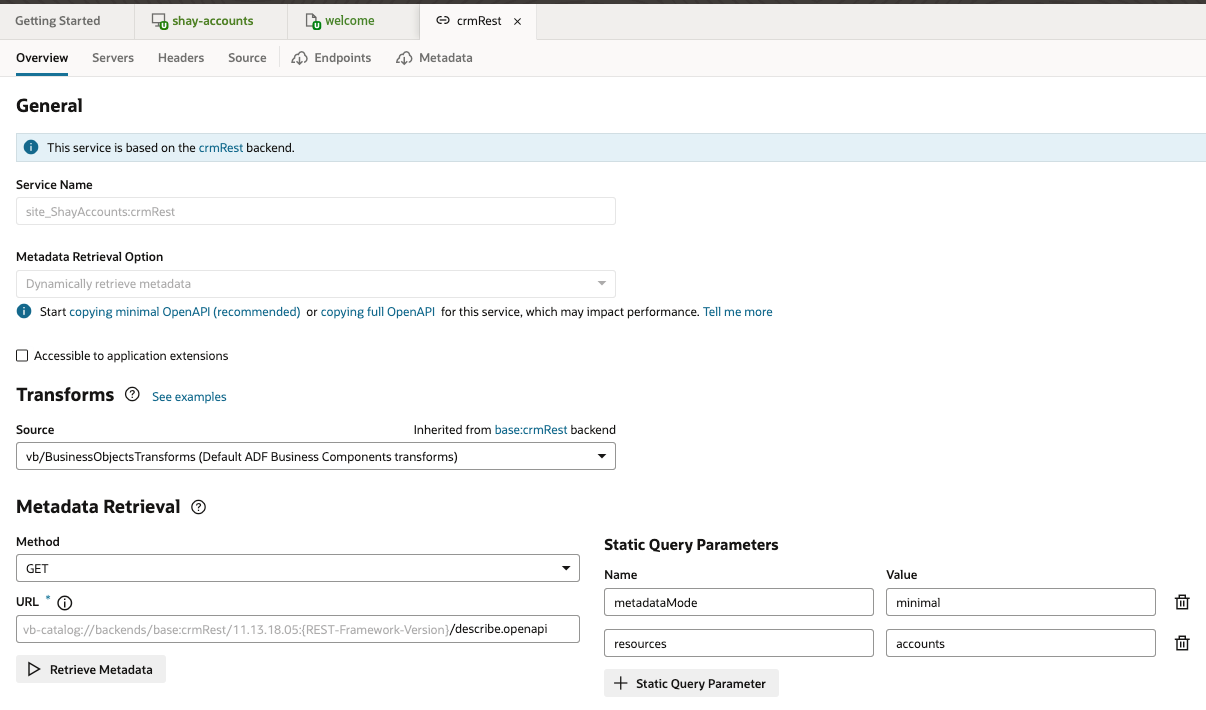 Getting Started shay-accounts welcome crmRest
Overview Servers Headers Source Endpoints Metadata
General
This service is based on the crmRest backend.
Service Name
site_ShayAccounts:crmRest
Metadata Retrieval Option
Dynamically retrieve metadata
Start copying minimal OpenAPI (recommended) or copying full OpenAPI for this service, which may impact performance. Tell me more
Accessible to application extensions
Transforms See examples
Source Inherited from base:crmRest backend
vb/BusinessObjectsTransforms (Default ADF Business Components transforms)
Metadata Retrieval
Method
GET
URL *
vb-catalog://backends/base:crmRest/11.13.18.05:{REST-Framework-Version}/describe.openapi
Retrieve Metadata
Static Query Parameters
Name Value
metadataMode minimal
resources accounts
Static Query Parameter